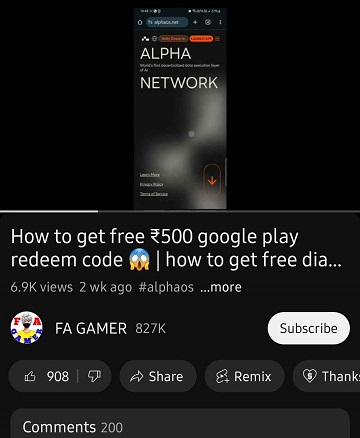 alphaos.net
ALPHA
World's first decentralized data execution layer
of AI
NETWORK
Learn More
Privacy Policy
Terms of Service
How to get free ₹500 google play
redeem code 😱 | how to get free dia...
6.9K views 2 wk ago #alphaos ...more
FA GAMER 827K
Subscribe
908
Share
Remix
Thank
Comments 200